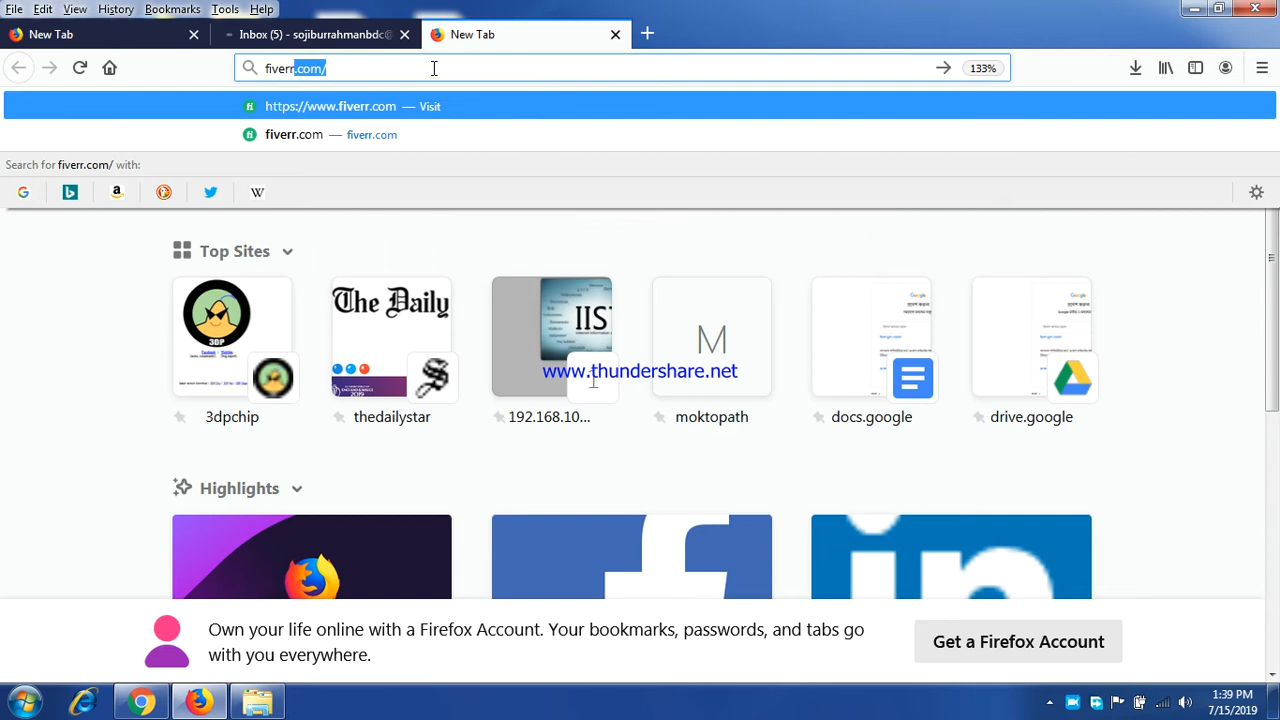 File Edit View History Bookmarks Tools Help
New Tab
Inbox (5) - sojiburrahmanbdc@
New Tab
fiverr.com/
133%
https://www.fiverr.com — Visit
fiverr.com — fiverr.com
Search for fiverr.com/ with:
Top Sites
3DP
The Daily
IIS
M
www.thundershare.net
3dpchip
thedailystar
192.168.10...
moktopath
docs.google
drive.google
Highlights
in
Own your life online with a Firefox Account. Your bookmarks, passwords, and tabs go
with you everywhere.
Get a Firefox Account
1:39 PM
7/15/2019